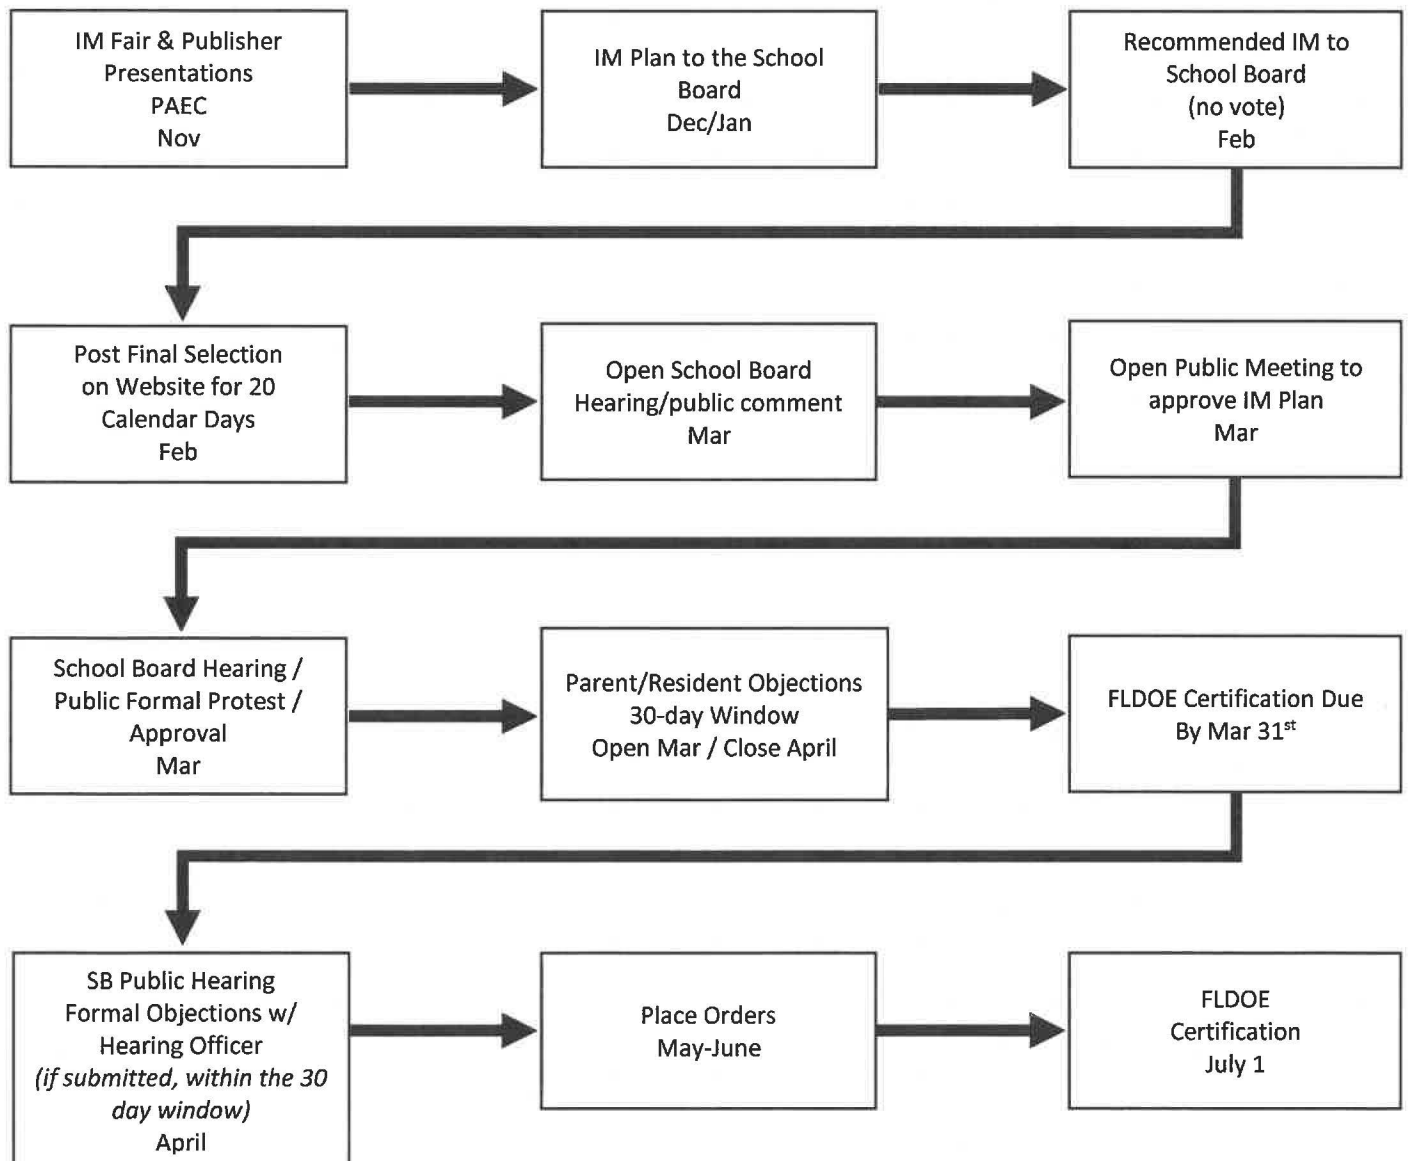 IM Fair & Publisher
Presentations
PAEC
Nov
IM Plan to the School
Board
Dec/Jan
Recommended IM to
School Board
(no vote)
Feb
Post Final Selection
on Website for 20
Calendar Days
Feb
Open School Board
Hearing/public comment
Mar
Open Public Meeting to
approve IM Plan
Mar
School Board Hearing /
Public Formal Protest /
Approval
Mar
Parent/Resident Objections
30-day Window
Open Mar / Close April
FLDOE Certification Due
By Mar 31st
SB Public Hearing
Formal Objections w/
Hearing Officer
(if submitted, within the 30
day window)
April
Place Orders
May-June
FLDOE
Certification
July 1